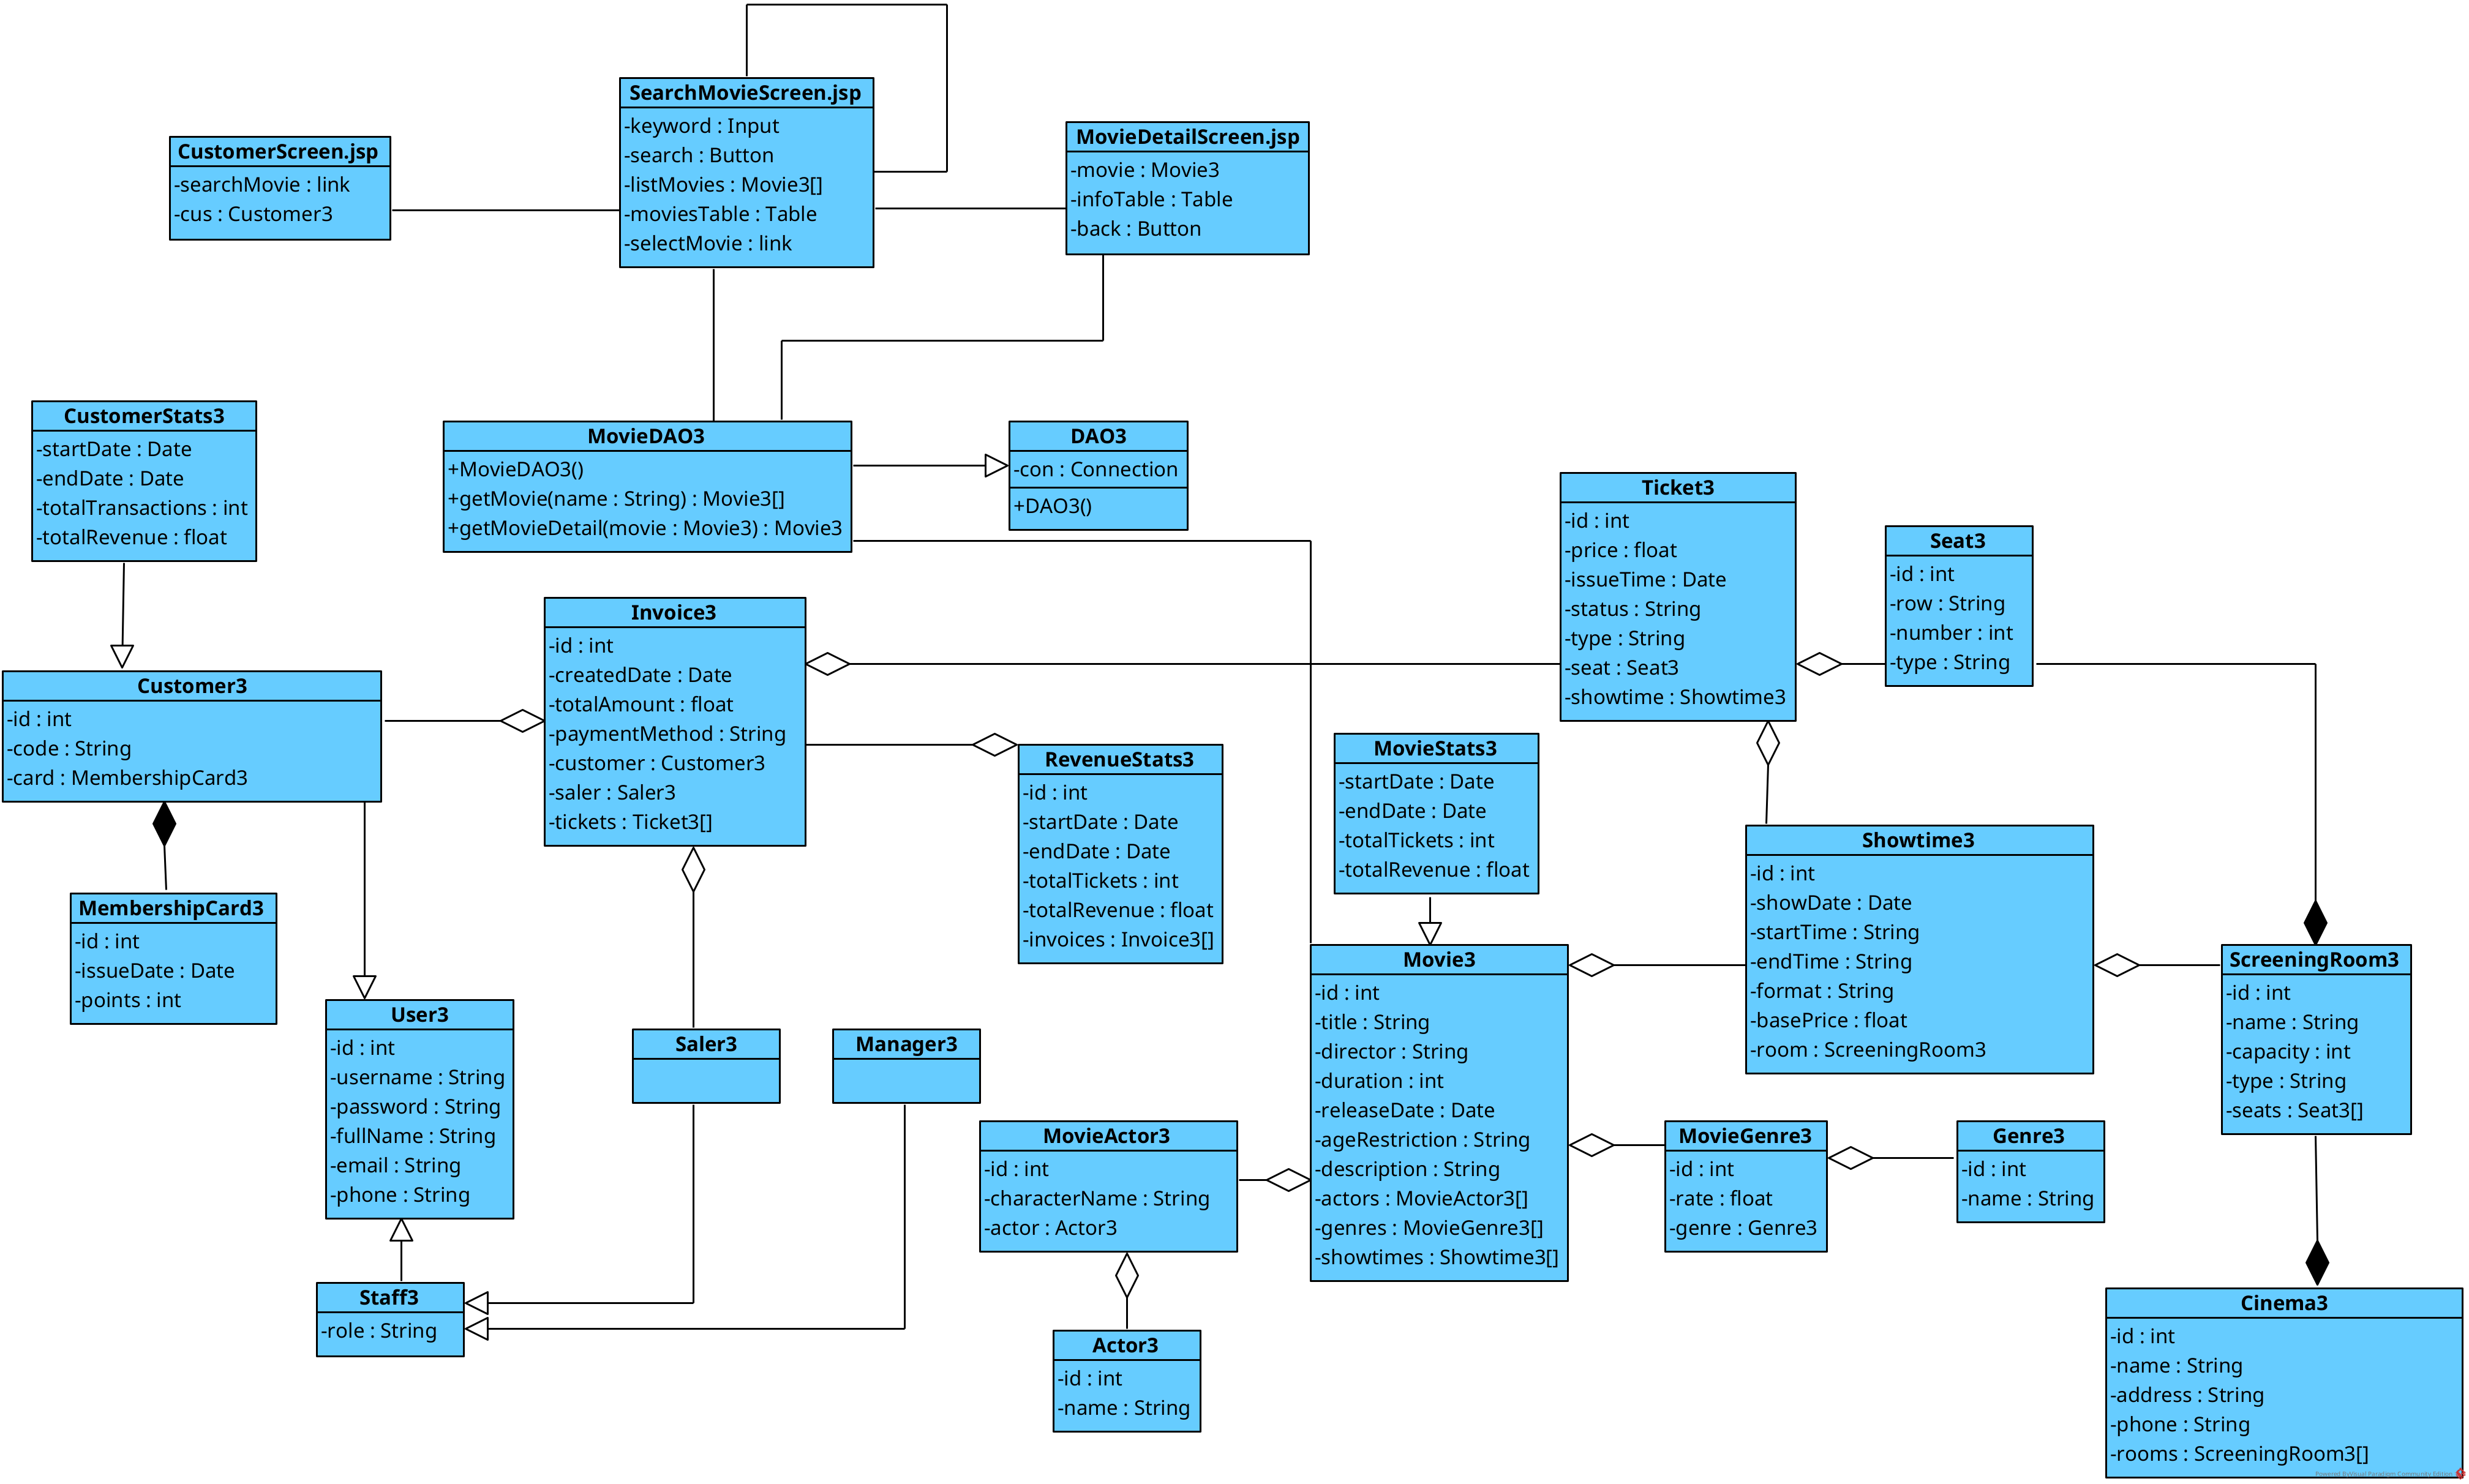 SearchMovieScreen.jsp
-keyword : Input
-search : Button
-listMovies : Movie3[]
-moviesTable : Table
-selectMovie : link
CustomerScreen.jsp
-searchMovie : link
-cus : Customer3
MovieDetailScreen.jsp
-movie : Movie3
-infoTable : Table
-back : Button
CustomerStats3
-startDate : Date
-endDate : Date
-totalTransactions : int
-totalRevenue : float
MovieDAO3
+MovieDAO3()
+getMovie(name : String) : Movie3[]
+getMovieDetail(movie : Movie3) : Movie3
DAO3
-con : Connection
+DAO3()
Ticket3
-id : int
-price : float
-issueTime : Date
-status : String
-type : String
-seat : Seat3
-showtime : Showtime3
Seat3
-id : int
-row : String
-number : int
-type : String
Invoice3
-id : int
-createdDate : Date
-totalAmount : float
-paymentMethod : String
-customer : Customer3
-saler : Saler3
-tickets : Ticket3[]
Customer3
-id : int
-code : String
-card : MembershipCard3
RevenueStats3
-id : int
-startDate : Date
-endDate : Date
-totalTickets : int
-totalRevenue : float
-invoices : Invoice3[]
MovieStats3
-startDate : Date
-endDate : Date
-totalTickets : int
-totalRevenue : float
Showtime3
-id : int
-showDate : Date
-startTime : String
-endTime : String
-format : String
-basePrice : float
-room : ScreeningRoom3
MembershipCard3
-id : int
-issueDate : Date
-points : int
User3
-id : int
-username : String
-password : String
-fullName : String
-email : String
-phone : String
Saler3
Manager3
Movie3
-id : int
-title : String
-director : String
-duration : int
-releaseDate : Date
-ageRestriction : String
-description : String
-actors : MovieActor3[]
-genres : MovieGenre3[]
-showtimes : Showtime3[]
ScreeningRoom3
-id : int
-name : String
-capacity : int
-type : String
-seats : Seat3[]
MovieActor3
-id : int
-characterName : String
-actor : Actor3
MovieGenre3
-id : int
-rate : float
-genre : Genre3
Genre3
-id : int
-name : String
Staff3
-role : String
Actor3
-id : int
-name : String
Cinema3
-id : int
-name : String
-address : String
-phone : String
-rooms : ScreeningRoom3[]
Powered By Visual Paradigm Community Edition